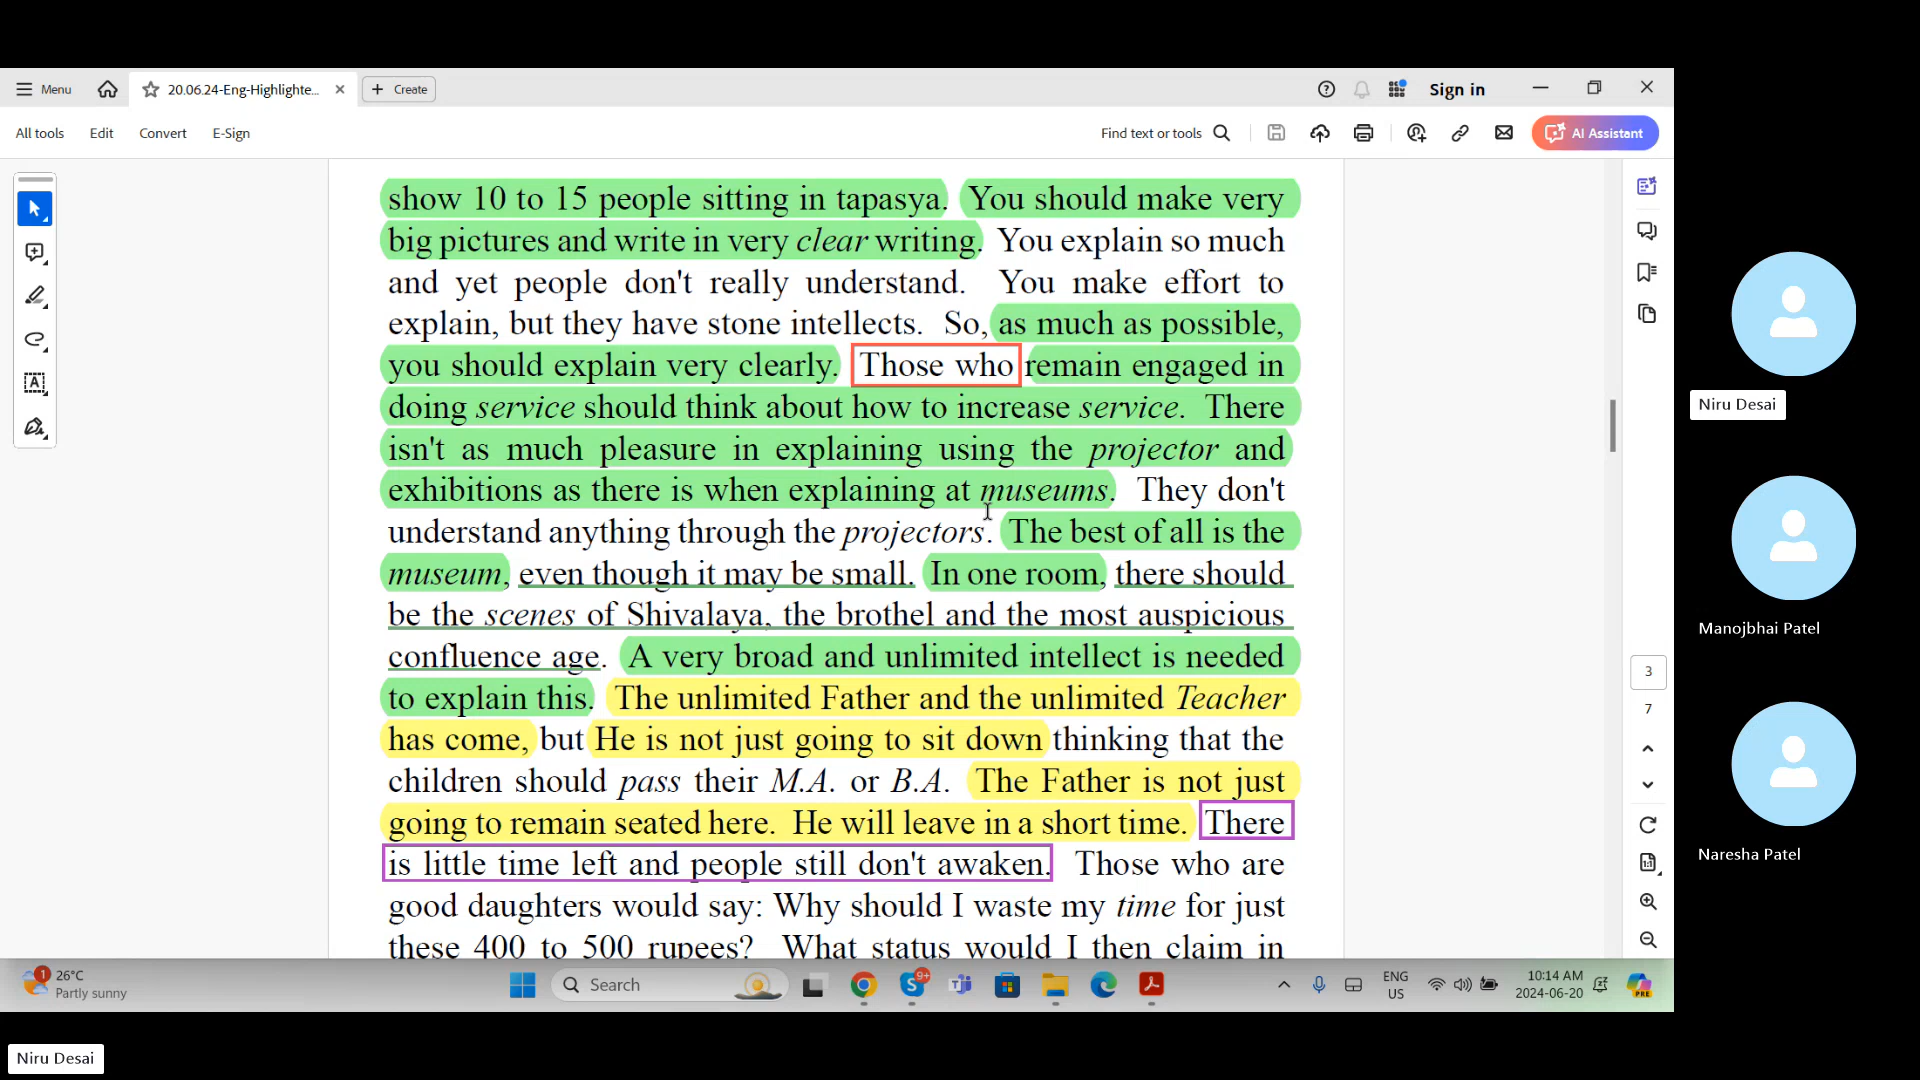 Menu
20.06.24-Eng-Highlighte...
Create
Sign in
All tools
Edit
Convert
E-Sign
Find text or tools
AI Assistant
show 10 to 15 people sitting in tapasya. You should make very
big pictures and write in very clear writing. You explain so much
and yet people don't really understand. You make effort to
explain, but they have stone intellects. So, as much as possible,
you should explain very clearly. Those who remain engaged in
doing service should think about how to increase service. There
isn't as much pleasure in explaining using the projector and
exhibitions as there is when explaining at museums. They don't
understand anything through the projectors. The best of all is the
museum, even though it may be small. In one room, there should
be the scenes of Shivalaya, the brothel and the most auspicious
confluence age. A very broad and unlimited intellect is needed
to explain this. The unlimited Father and the unlimited Teacher
has come, but He is not just going to sit down thinking that the
children should pass their M.A. or B.A. The Father is not just
going to remain seated here. He will leave in a short time. There
is little time left and people still don't awaken. Those who are
good daughters would say: Why should I waste my time for just
these 400 to 500 rupees? What status would I then claim in
3
7
1:1
Niru Desai
Manojbhai Patel
Naresha Patel
1
26°C
Partly sunny
Search
9+
ENG
US
10:14 AM
2024-06-20
PRE
Niru Desai